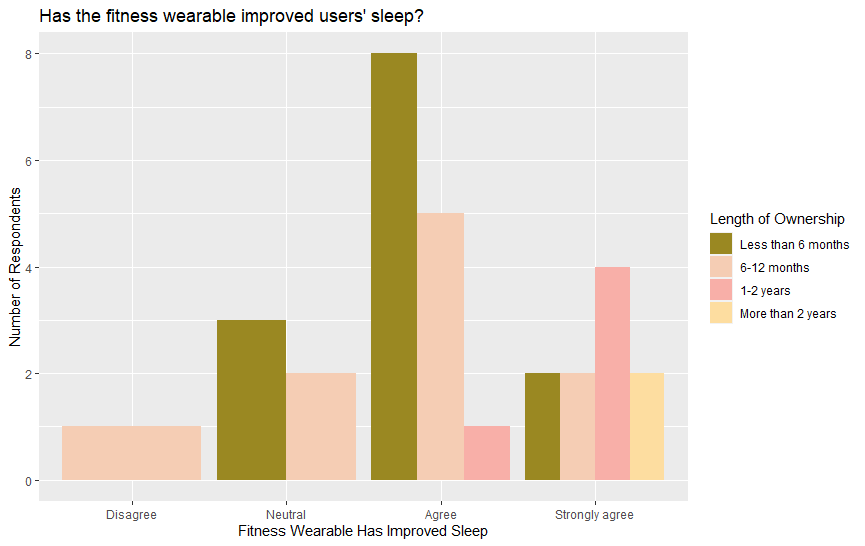 Has the fitness wearable improved users' sleep?
Number of Respondents
8
6
4
2
0
Disagree
Neutral
Agree
Strongly agree
Fitness Wearable Has Improved Sleep
Length of Ownership
Less than 6 months
6-12 months
1-2 years
More than 2 years